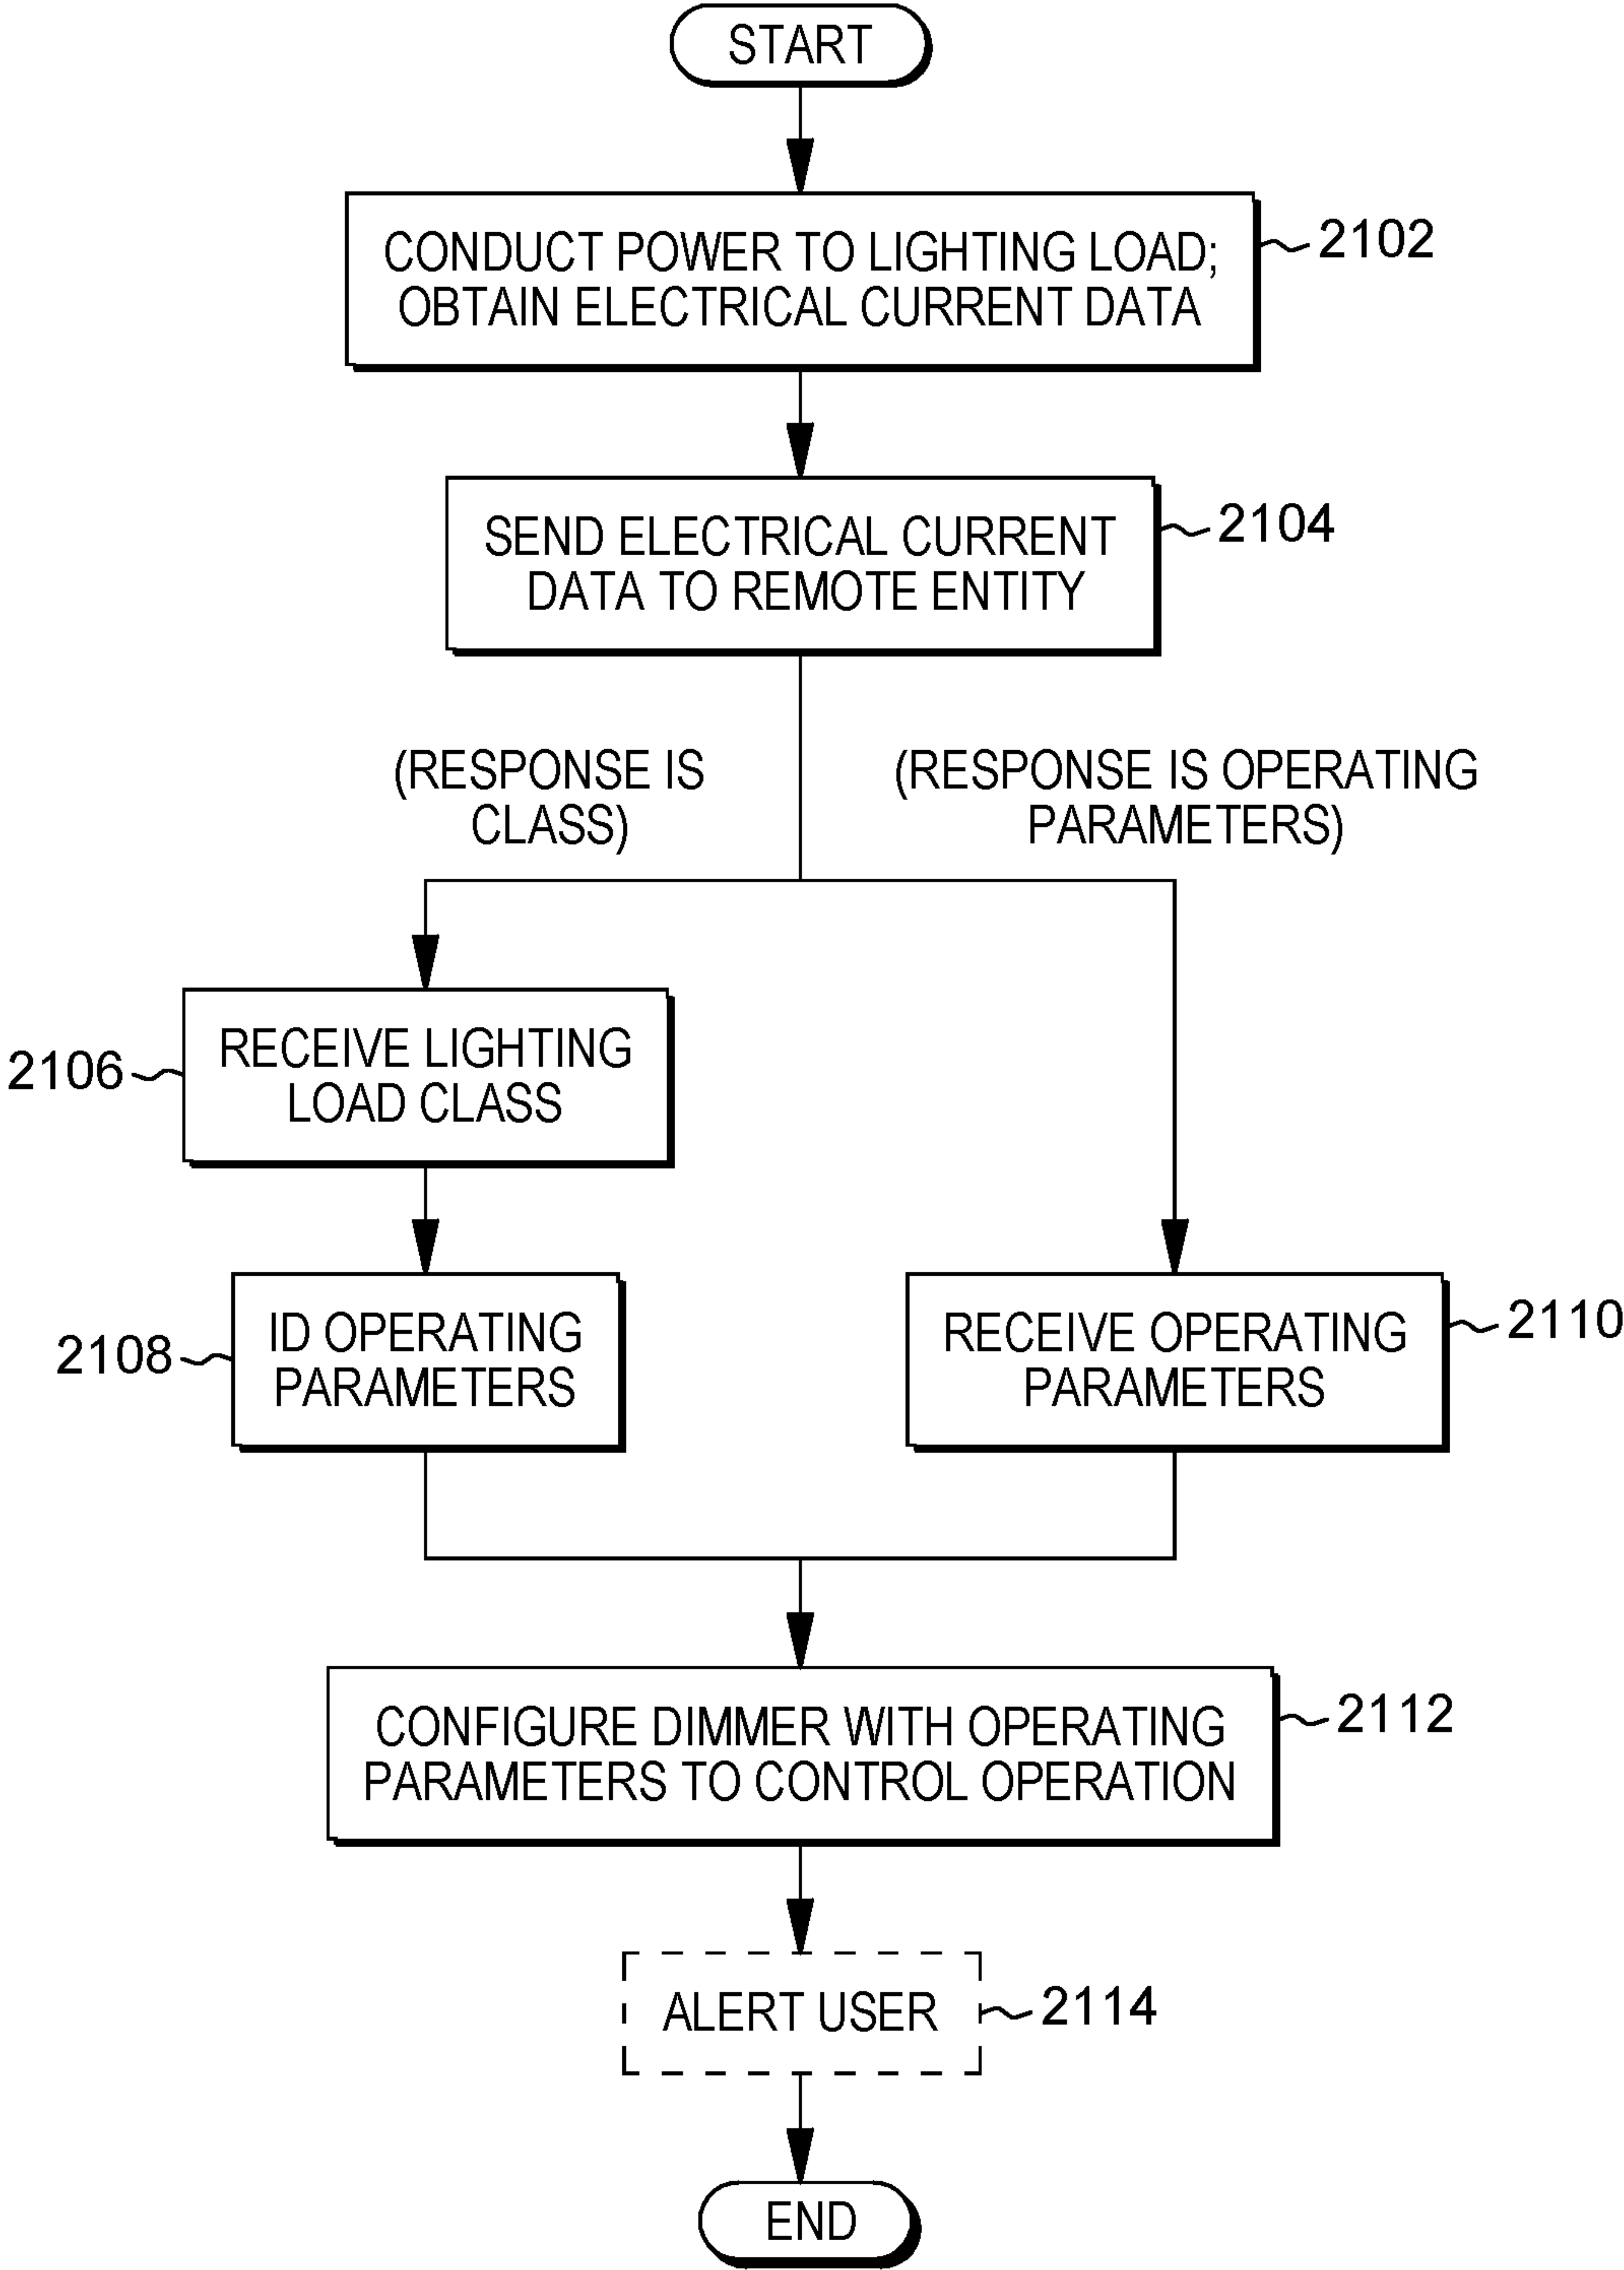 START
CONDUCT POWER TO LIGHTING LOAD;
OBTAIN ELECTRICAL CURRENT DATA
2102
SEND ELECTRICAL CURRENT
DATA TO REMOTE ENTITY
2104
(RESPONSE IS
CLASS)
(RESPONSE IS OPERATING
PARAMETERS)
RECEIVE LIGHTING
LOAD CLASS
2106
ID OPERATING
PARAMETERS
2108
RECEIVE OPERATING
PARAMETERS
2110
CONFIGURE DIMMER WITH OPERATING
PARAMETERS TO CONTROL OPERATION
2112
ALERT USER
2114
END